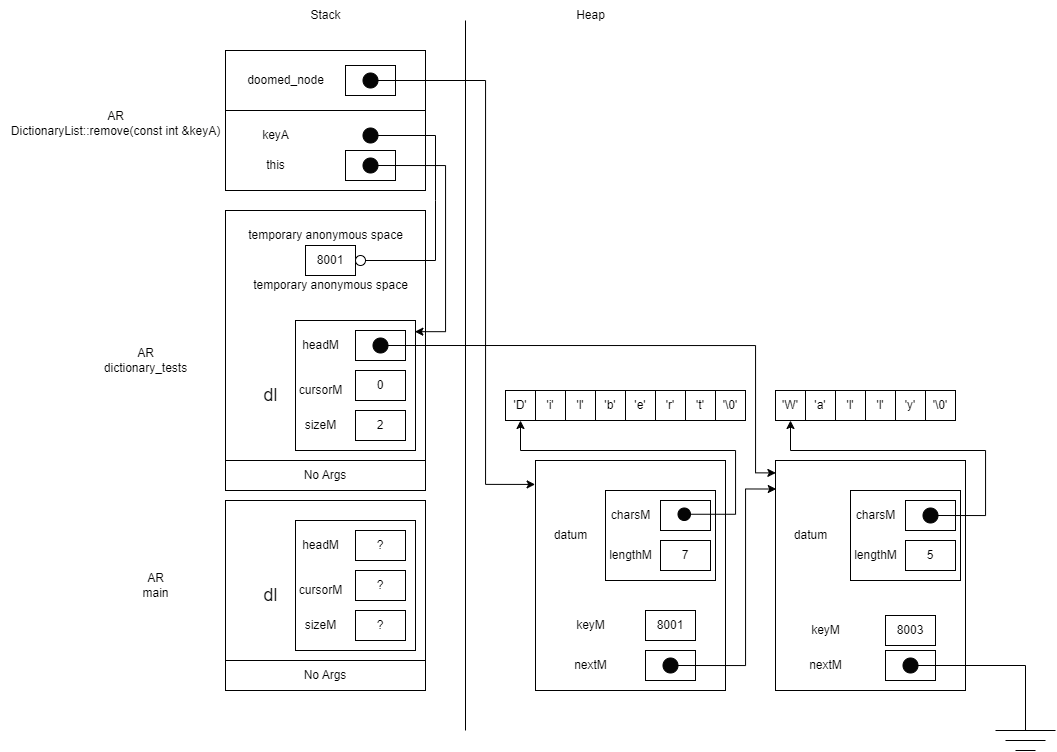 Stack
Heap
doomed_node
AR
DictionaryList::remove(const int &keyA)
keyA
this
temporary anonymous space
8001
temporary anonymous space
AR
dictionary_tests
dl
headM
cursorM
0
sizeM
2
No Args
AR
main
dl
headM
?
cursorM
?
sizeM
?
No Args
'D' 'i' 'l' 'b' 'e' 'r' 't' '\0'
datum
charsM
lengthM
7
keyM
8001
nextM
'W' 'a' 'l' 'l' 'y' '\0'
datum
charsM
lengthM
5
keyM
8003
nextM